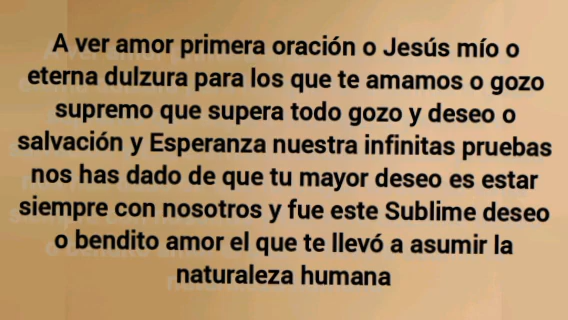 A ver amor primera oración o Jesús mío o
eterna dulzura para los que te amamos o gozo
supremo que supera todo gozo y deseo o
salvación y Esperanza nuestra infinitas pruebas
nos has dado de que tu mayor deseo es estar
siempre con nosotros y fue este Sublime deseo
o bendito amor el que te llevó a asumir la
naturaleza humana